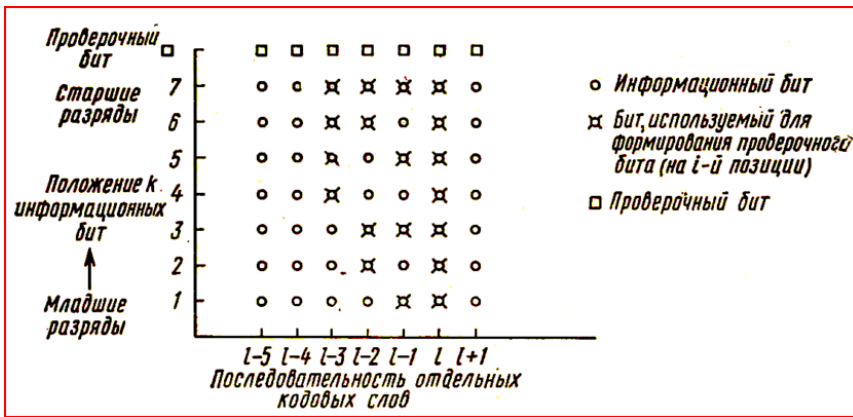 Проверочный
бит
Старшие
разряды
Положение k
информационных
бит
Младшие
разряды
7
6
5
4
3
2
1
l-5 l-4 l-3 l-2 l-1 l l+1
Последовательность отдельных
кодовых слов
Информационный бит
Бит, используемый для
формирования проверочного
бита (на i-й позиции)
Проверочный бит